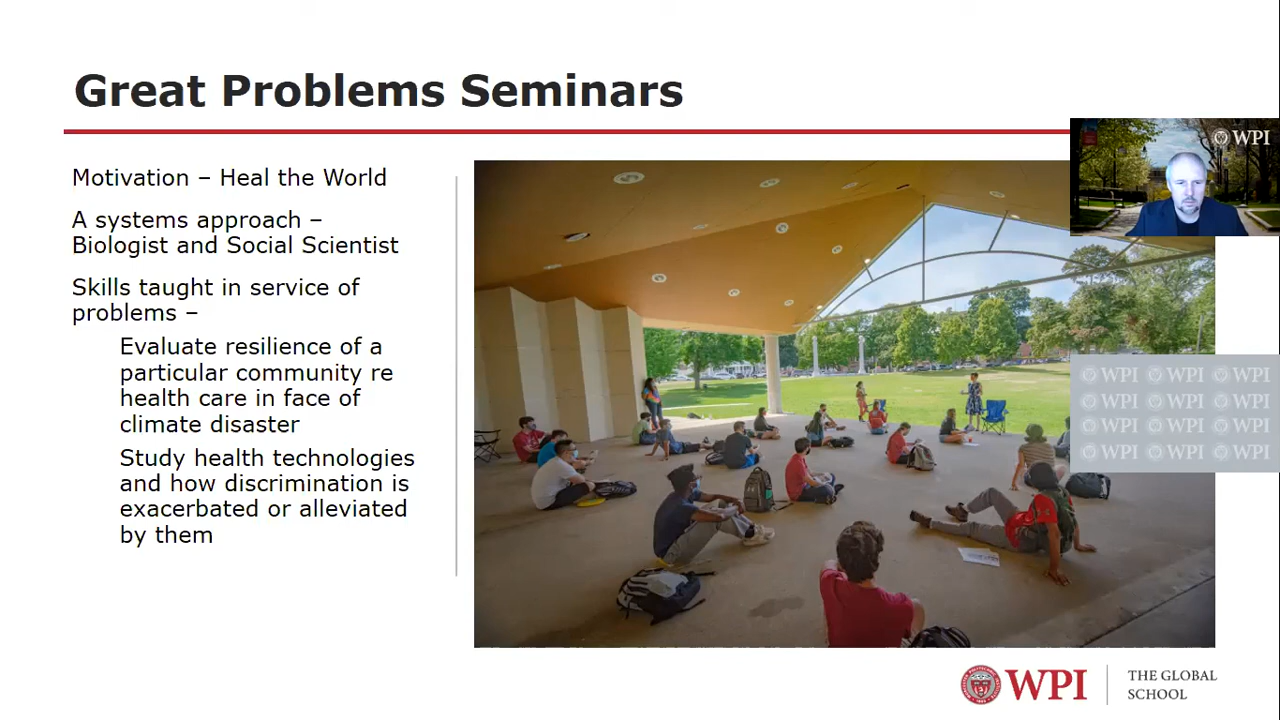 Great Problems Seminars
WPI
Motivation – Heal the World
A systems approach –
Biologist and Social Scientist
Skills taught in service of
problems –
Evaluate resilience of a
particular community re
health care in face of
climate disaster
Study health technologies
and how discrimination is
exacerbated or alleviated
by them
WPI WPI WPI
WPI WPI WPI
WPI WPI WPI
WPI WPI WPI
WPI
THE GLOBAL
SCHOOL